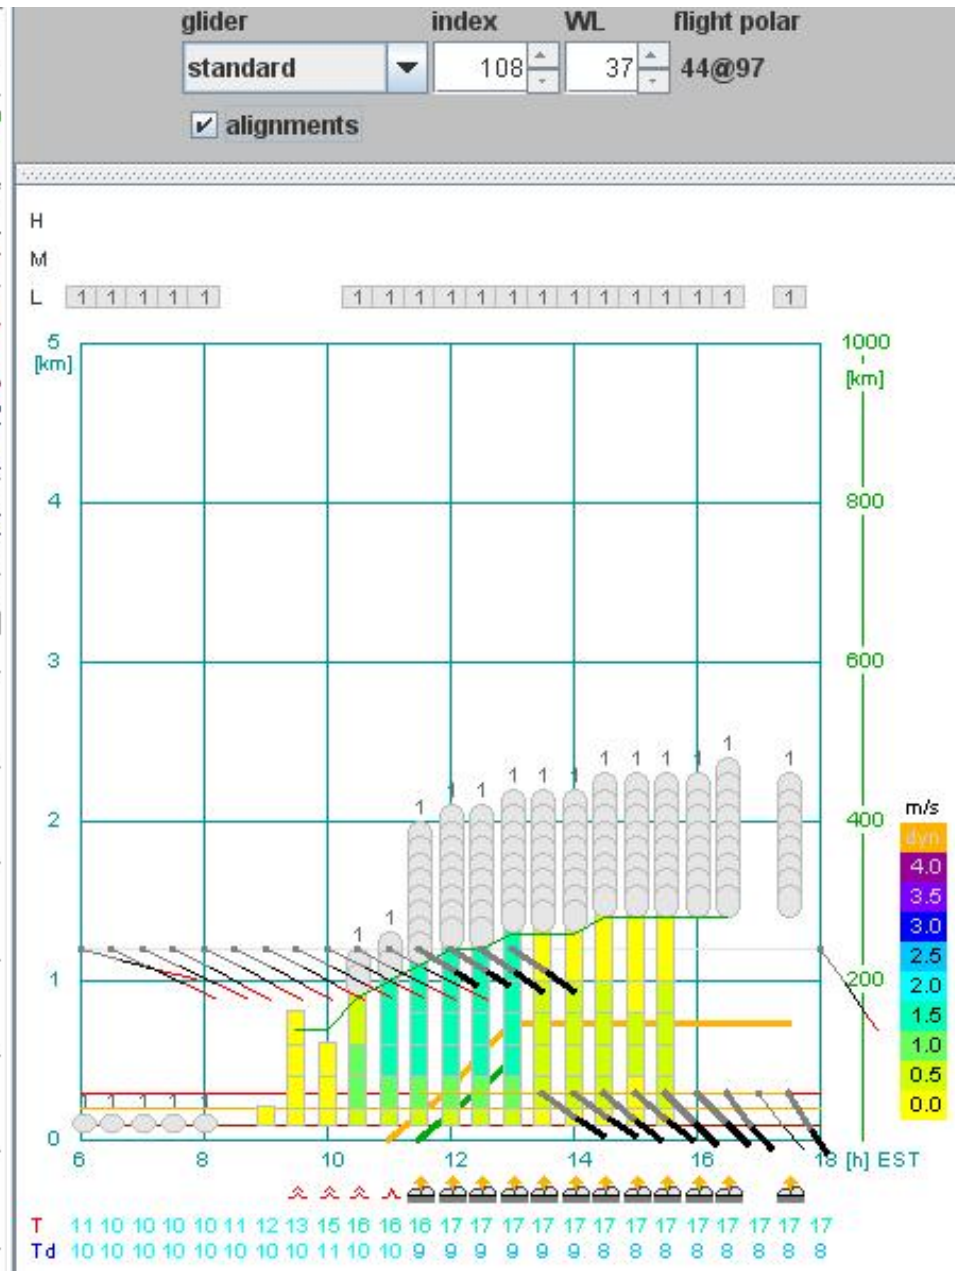 glider index WL flight polar
standard 108 37 44@97
alignments
H
M
L 1 1 1 1 1 1 1 1 1 1 1 1 1 1 1 1 1 1 1
5 1000
[km] [km]
4 800
3 600
1 1 1 1 1 1 1 1 1 1 1 1 1 1
2 400
1 200
1 1 1 1 1
0
m/s
dyn
4.0
3.5
3.0
2.5
2.0
1.5
1.0
0.5
0.0
6 8 10 12 14 16 18 [h] EST
T 11 10 10 10 10 11 12 13 15 16 16 16 17 17 17 17 17 17 17 17 17 17 17 17 17
Td 10 10 10 10 10 10 10 10 11 10 10 9 9 9 9 9 9 8 8 8 8 8 8 8 8